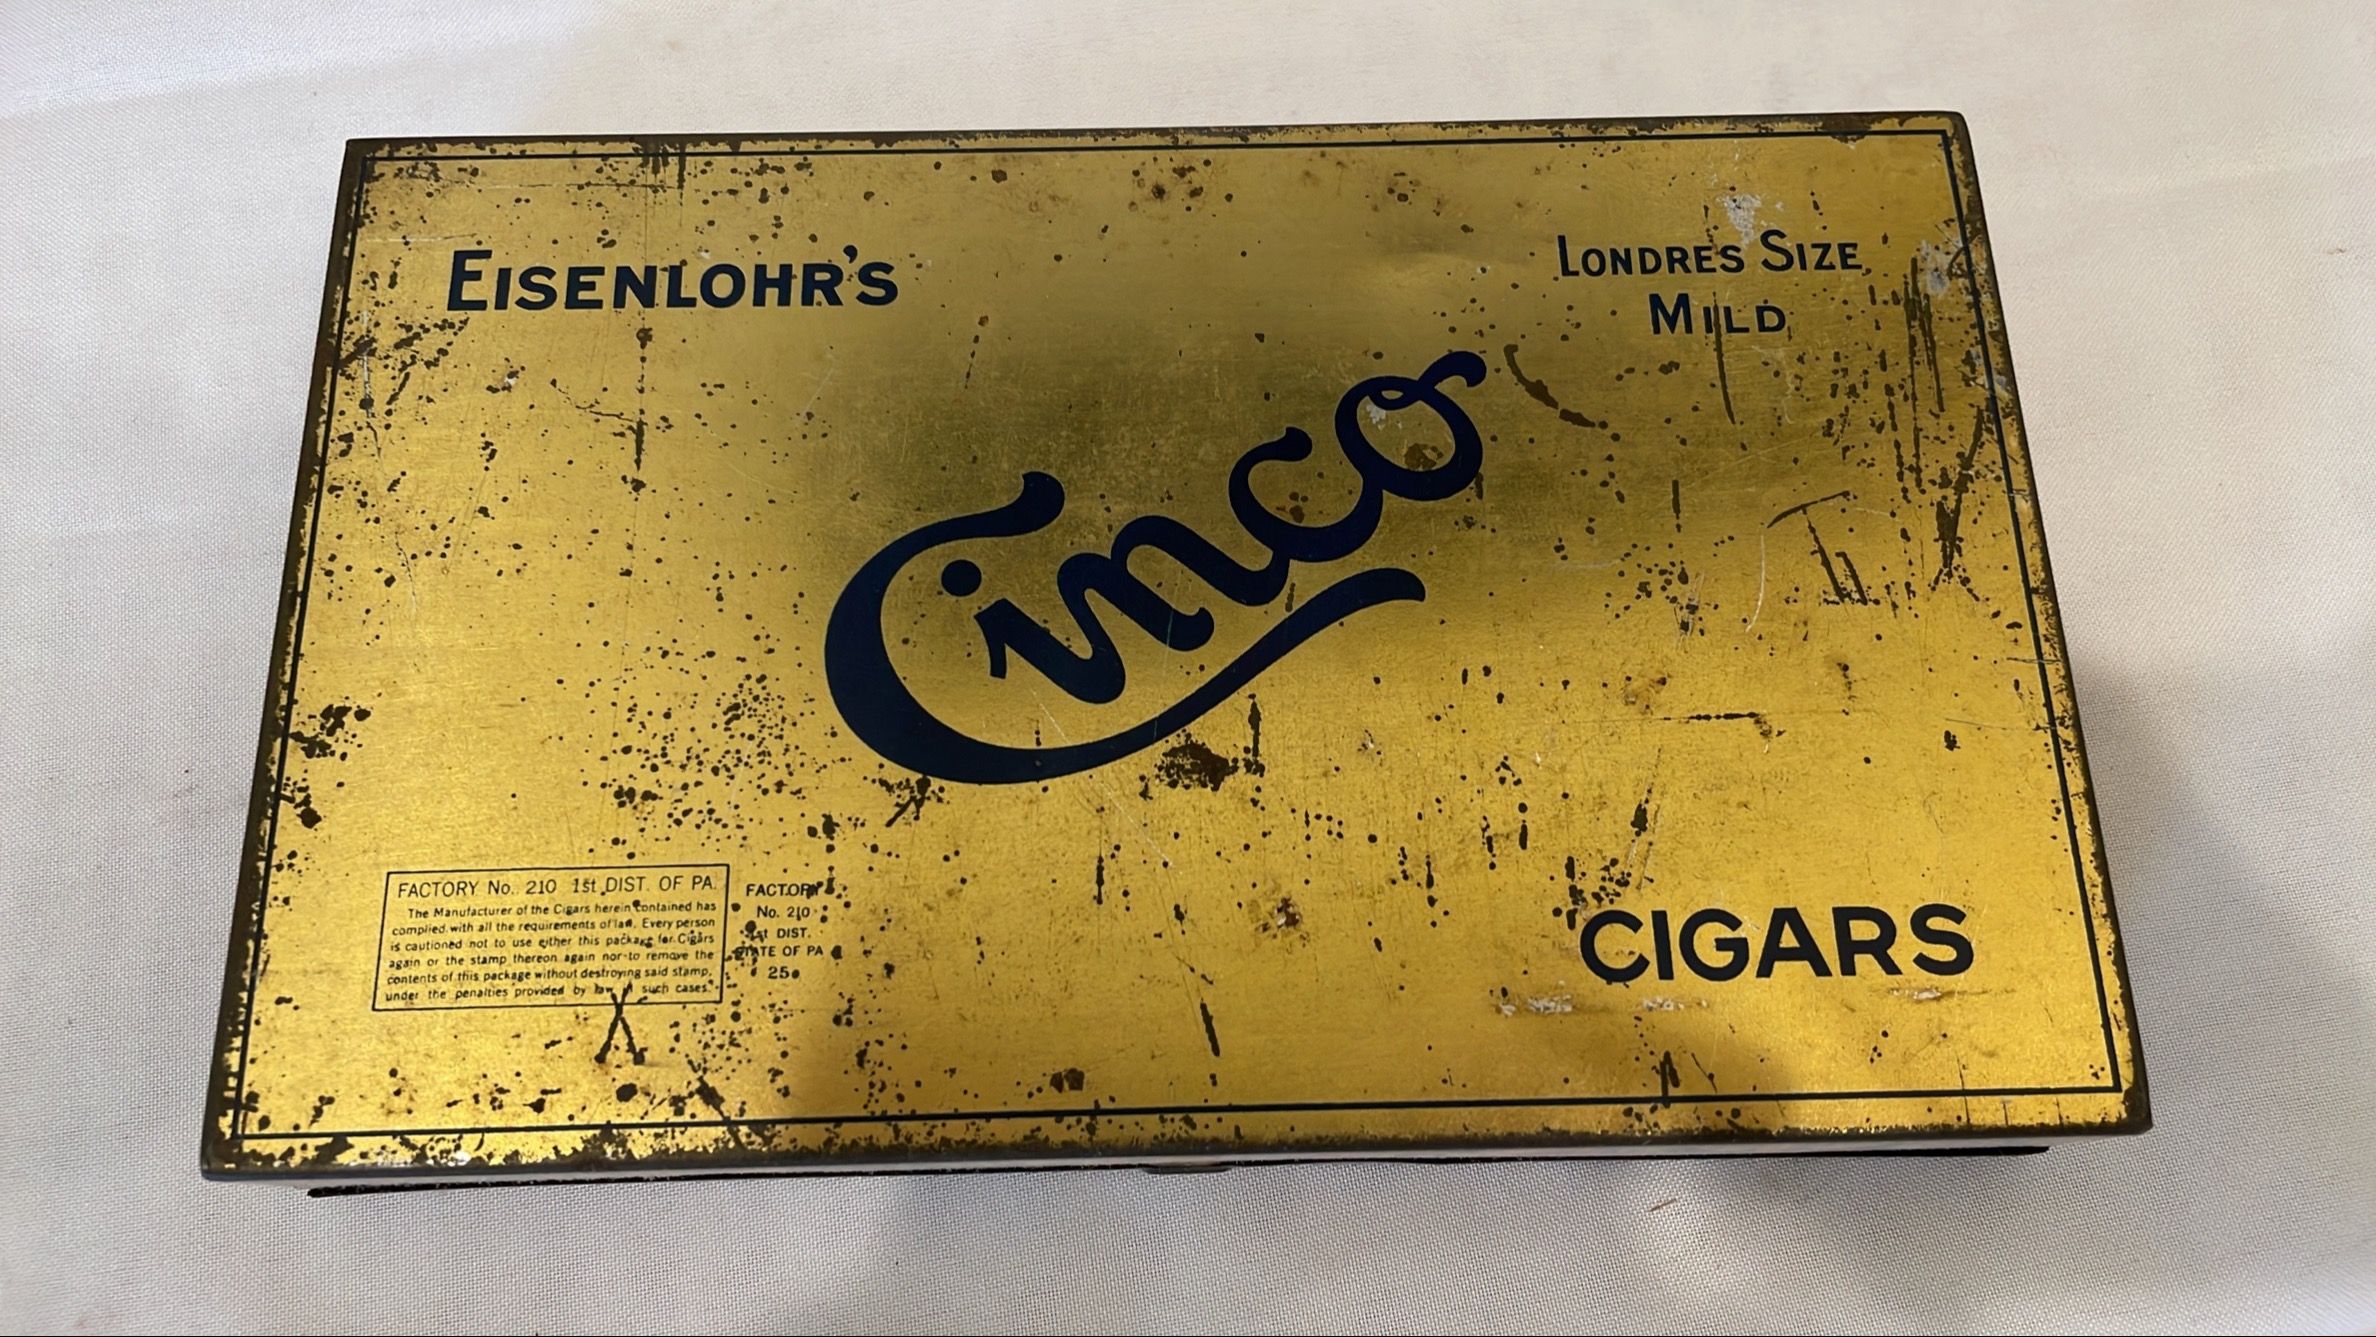 EISENLOHR'S
LONDRES SIZE
MILD
Cinco
CIGARS
FACTORY No. 210 1st DIST. OF PA.
The Manufacturer of the Cigars herein contained has
complied with all the requirements of law. Every person
is cautioned not to use either this package for Cigars
again or the stamp thereon again nor to remove the
contents of this package without destroying said stamp,
under the penalties provided by law in such cases.
FACTORY
No. 210
1st DIST.
STATE OF PA
25